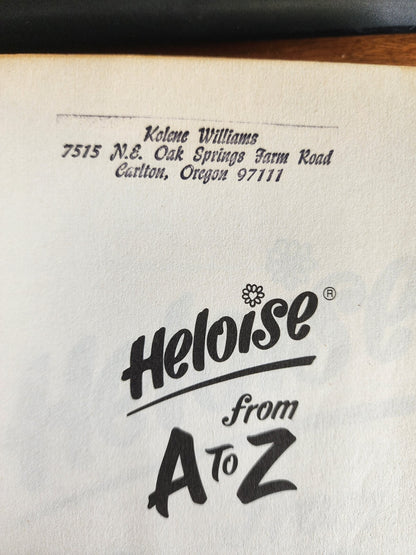 Kolene Williams
7515 N.E. Oak Springs Farm Road
Carlton, Oregon 97111
Heloise®
from
A To Z